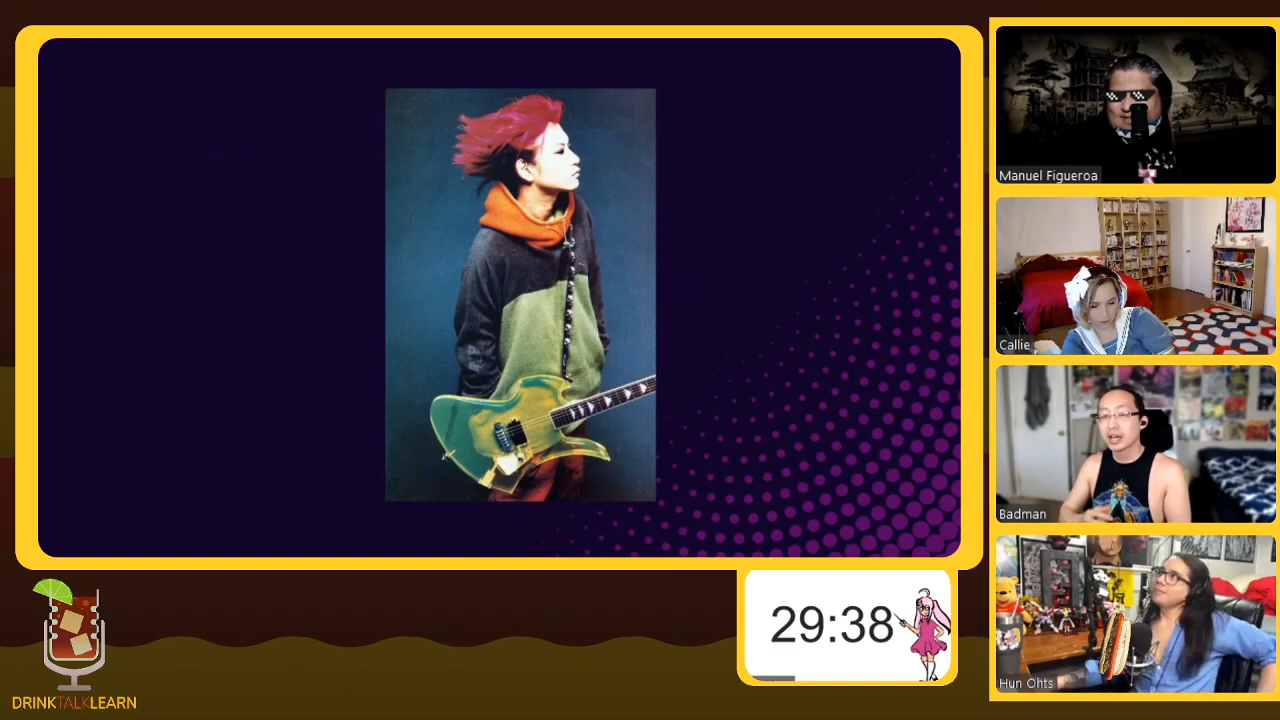 Manuel Figueroa
Callie
Badman
Hun Ohts
29:38
DRINKTALKLEARN